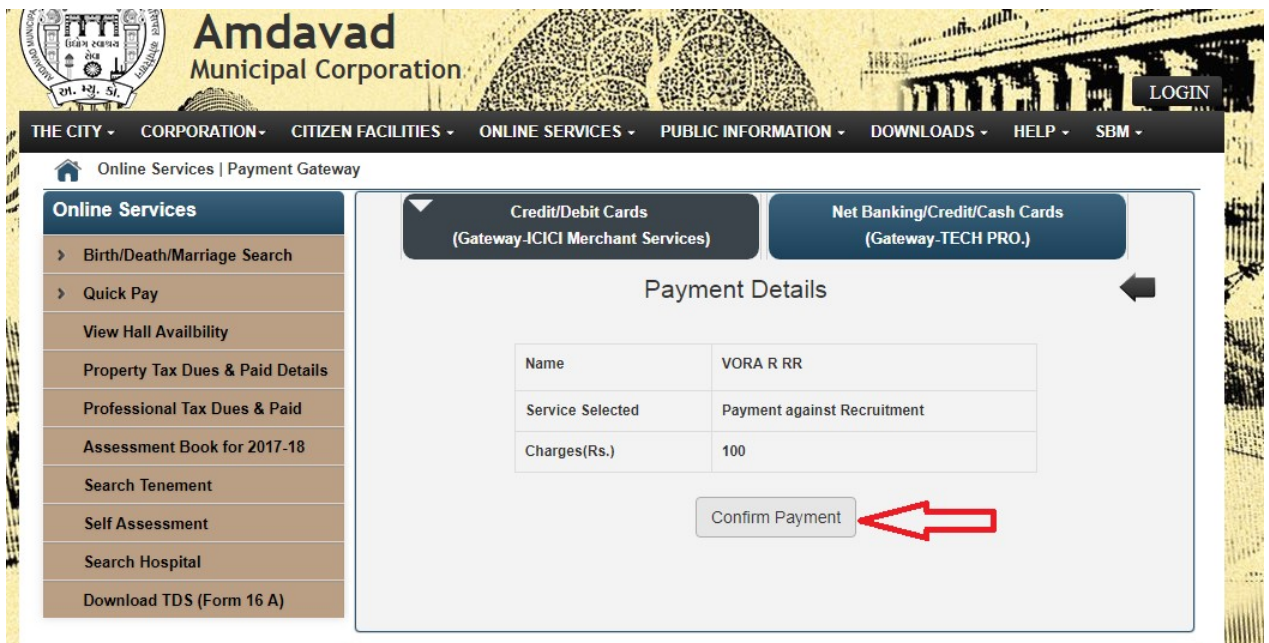 Amdavad
Municipal Corporation
અ. મ્યુ. કો.
LOGIN
THE CITY CORPORATION CITIZEN FACILITIES ONLINE SERVICES PUBLIC INFORMATION DOWNLOADS HELP SBM
Online Services | Payment Gateway
Online Services
Birth/Death/Marriage Search
Quick Pay
View Hall Availbility
Property Tax Dues & Paid Details
Professional Tax Dues & Paid
Assessment Book for 2017-18
Search Tenement
Self Assessment
Search Hospital
Download TDS (Form 16 A)
Credit/Debit Cards
(Gateway-ICICI Merchant Services)
Net Banking/Credit/Cash Cards
(Gateway-TECH PRO.)
Payment Details
Name VORA R RR
Service Selected Payment against Recruitment
Charges(Rs.) 100
Confirm Payment